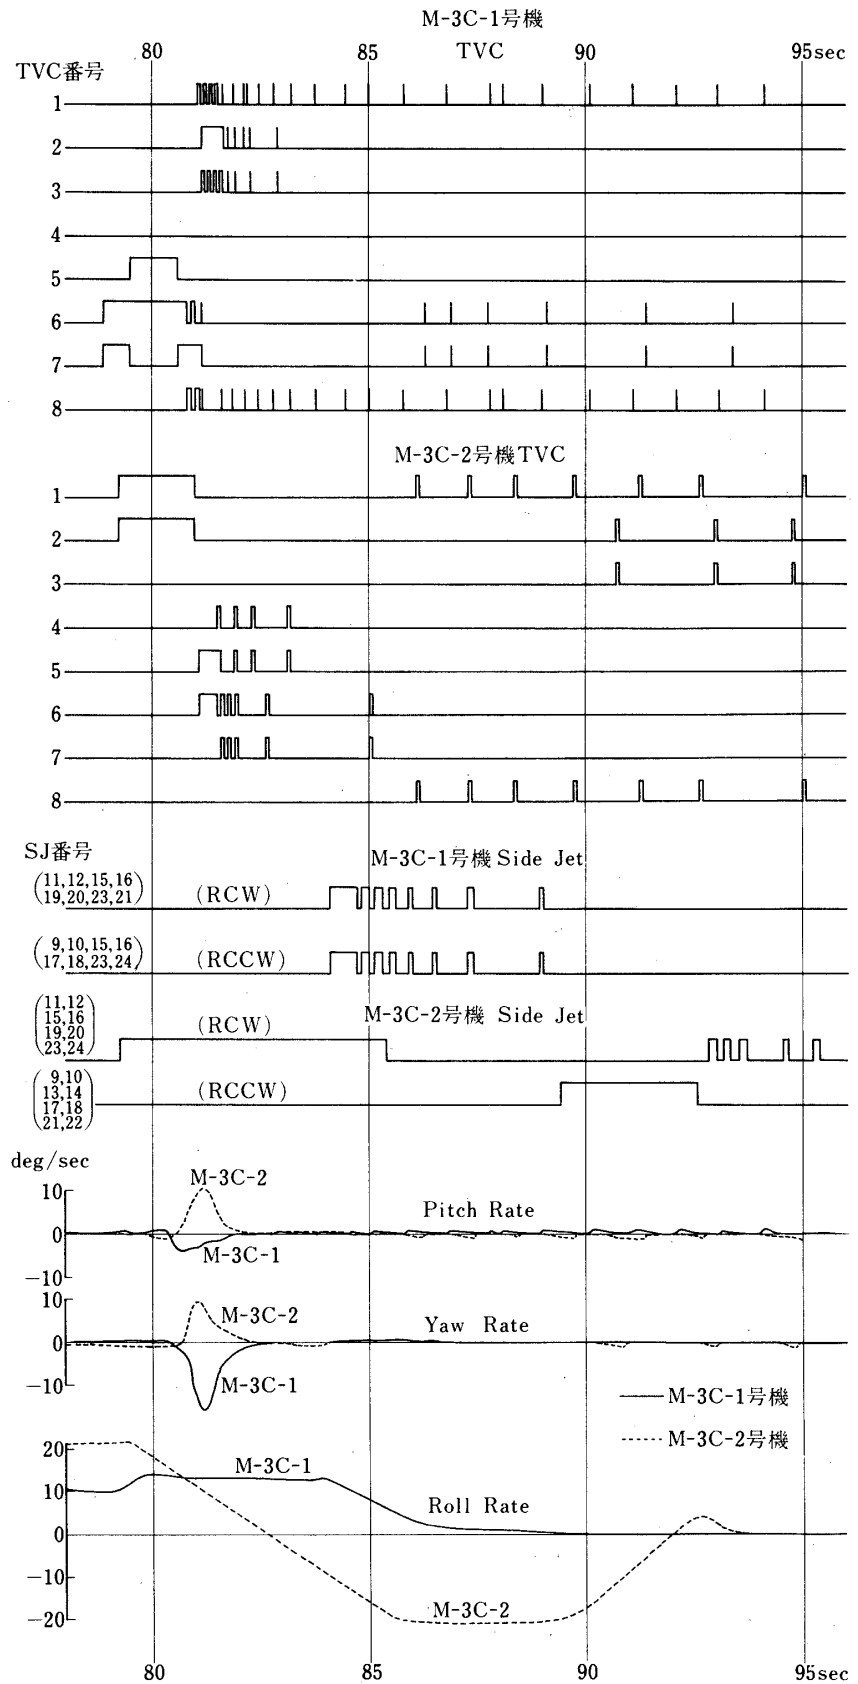 M-3C-1号機
80 85 TVC 90 95sec
TVC番号
1
2
3
4
5
6
7
8
M-3C-2号機TVC
1
2
3
4
5
6
7
8
SJ番号
M-3C-1号機 Side Jet
(11,12,15,16
19,20,23,21)
(RCW)
(9,10,15,16
17,18,23,24)
(RCCW)
M-3C-2号機 Side Jet
(11,12
15,16
19,20
23,24)
(RCW)
(9,10
13,14
17,18
21,22)
(RCCW)
deg/sec
M-3C-2
10
Pitch Rate
0
M-3C-1
-10
10
M-3C-2
Yaw Rate
0
M-3C-1
-10
M-3C-1号機
M-3C-2号機
20
M-3C-1
10
Roll Rate
0
-10
M-3C-2
-20
80 85 90 95sec